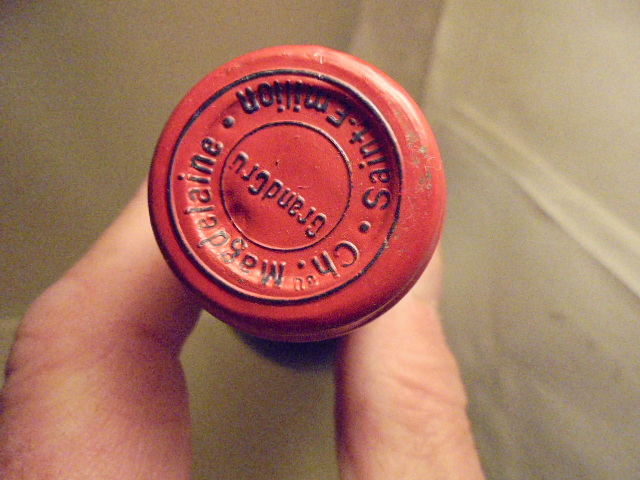 Ch.au Magdelaine • Saint-Emilion •
Grand Cru